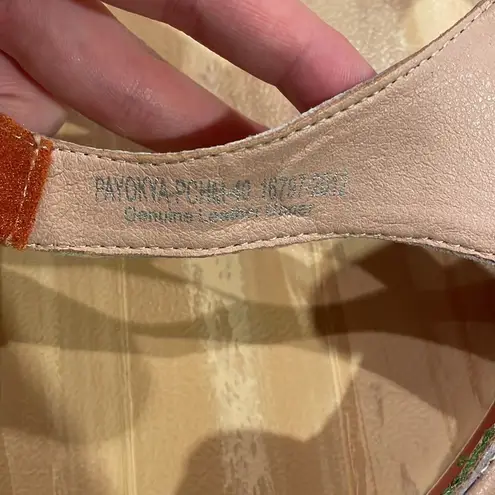 PAYOKYA-PCHM-42
Genuine Leather Upper